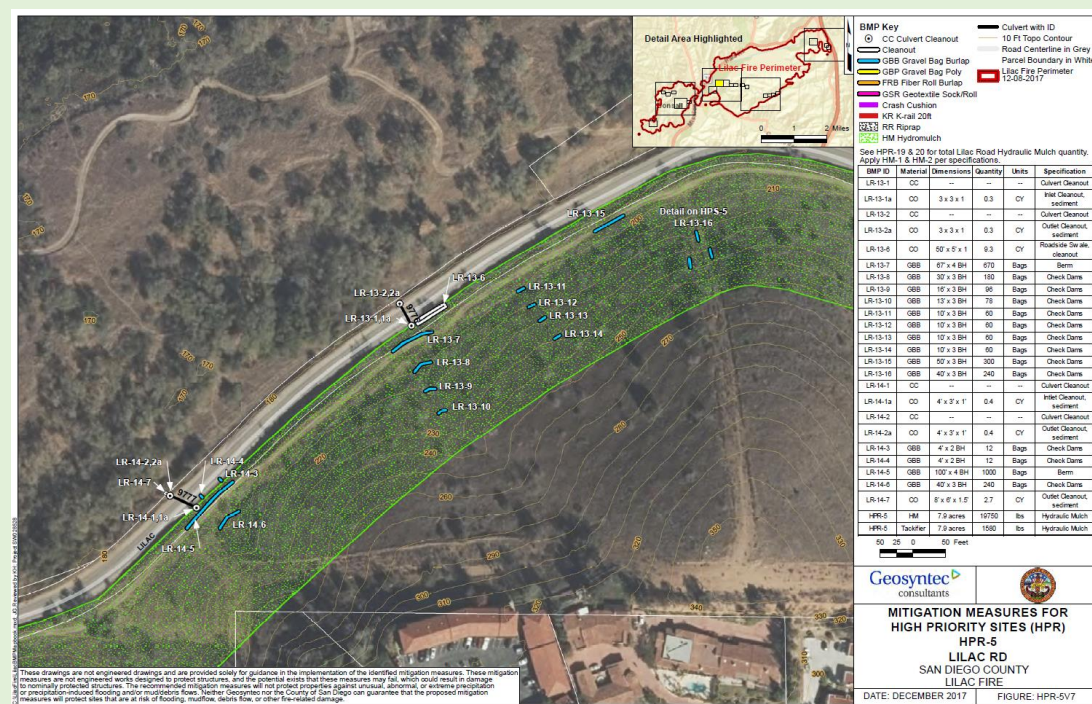 Detail Area Highlighted
Lilac Fire Perimeter
0 1 2 Miles
BMP Key
CC Culvert Cleanout
Cleanout
GBB Gravel Bag Burlap
GBP Gravel Bag Poly
FRB Fiber Roll Burlap
GSR Geotextile Sock/Roll
Crash Cushion
KR K-rail 20ft
RR Riprap
HM Hydromulch
Culvert with ID
10 Ft Topo Contour
Road Centerline in Grey
Parcel Boundary in White
Lilac Fire Perimeter
12-08-2017
See HPR-19 & 20 for total Lilac Road Hydraulic Mulch quantity.
Apply HM-1 & HM-2 per specifications.
BMP ID Material Dimensions Quantity Units Specification
LR-13-1 CC -- -- -- Culvert Cleanout
LR-13-1a CO 3 x 3 x 1 0.3 CY Inlet Cleanout, sediment
LR-13-2 CC -- -- -- Culvert Cleanout
LR-13-2a CO 3 x 3 x 1 0.3 CY Outlet Cleanout, sediment
LR-13-6 CO 50' x 5' x 1 9.3 CY Roadside Swale, cleanout
LR-13-7 GBB 67' x 4 BH 670 Bags Berm
LR-13-8 GBB 30' x 3 BH 180 Bags Check Dams
LR-13-9 GBB 16' x 3 BH 96 Bags Check Dams
LR-13-10 GBB 13' x 3 BH 78 Bags Check Dams
LR-13-11 GBB 10' x 3 BH 60 Bags Check Dams
LR-13-12 GBB 10' x 3 BH 60 Bags Check Dams
LR-13-13 GBB 10' x 3 BH 60 Bags Check Dams
LR-13-14 GBB 10' x 3 BH 60 Bags Check Dams
LR-13-15 GBB 50' x 3 BH 300 Bags Check Dams
LR-13-16 GBB 40' x 3 BH 240 Bags Check Dams
LR-14-1 CC -- -- -- Culvert Cleanout
LR-14-1a CO 4' x 3' x 1' 0.4 CY Inlet Cleanout, sediment
LR-14-2 CC -- -- -- Culvert Cleanout
LR-14-2a CO 4' x 3' x 1' 0.4 CY Outlet Cleanout, sediment
LR-14-3 GBB 4' x 2 BH 12 Bags Check Dams
LR-14-4 GBB 4' x 2 BH 12 Bags Check Dams
LR-14-5 GBB 100' x 4 BH 1000 Bags Berm
LR-14-6 GBB 40' x 3 BH 240 Bags Check Dams
LR-14-7 CO 8' x 6' x 1.5' 2.7 CY Outlet Cleanout, sediment
HPR-5 HM 7.9 acres 19750 lbs Hydraulic Mulch
HPR-5 Tackifier 7.9 acres 1580 lbs Hydraulic Mulch
50 25 0 50 Feet
Geosyntec
consultants
MITIGATION MEASURES FOR
HIGH PRIORITY SITES (HPR)
HPR-5
LILAC RD
SAN DIEGO COUNTY
LILAC FIRE
DATE: DECEMBER 2017 FIGURE: HPR-5V7
LR-13-15
Detail on HPS-5
LR-13-16
LR-13-6
LR-13-2,2a
LR-13-1,1a
LR-13-11
LR-13-12
LR-13-13
LR-13-14
LR-13-7
LR-13-8
LR-13-9
LR-13-10
LR-14-2,2a
LR-14-4
LR-14-3
LR-14-7
9777
LR-14-1,1a
LR-14-6
LR-14-5
LILAC
170
170
170
170
180
210
220
230
240
260
270
290
300
310
320
340
350
330
300
These drawings are not engineered drawings and are provided solely for guidance in the implementation of the identified mitigation measures. These mitigation
measures are not engineered works designed to protect structures, and the potential exists that these measures may fail, which could result in damage
to nominally protected structures. The recommended mitigation measures will not protect properties against unusual, abnormal, or extreme precipitation
or precipitation-induced flooding and/or mud/debris flows. Neither Geosyntec nor the County of San Diego can guarantee that the proposed mitigation
measures will protect sites that are at risk of flooding, mudflow, debris flow, or other fire-related damage.